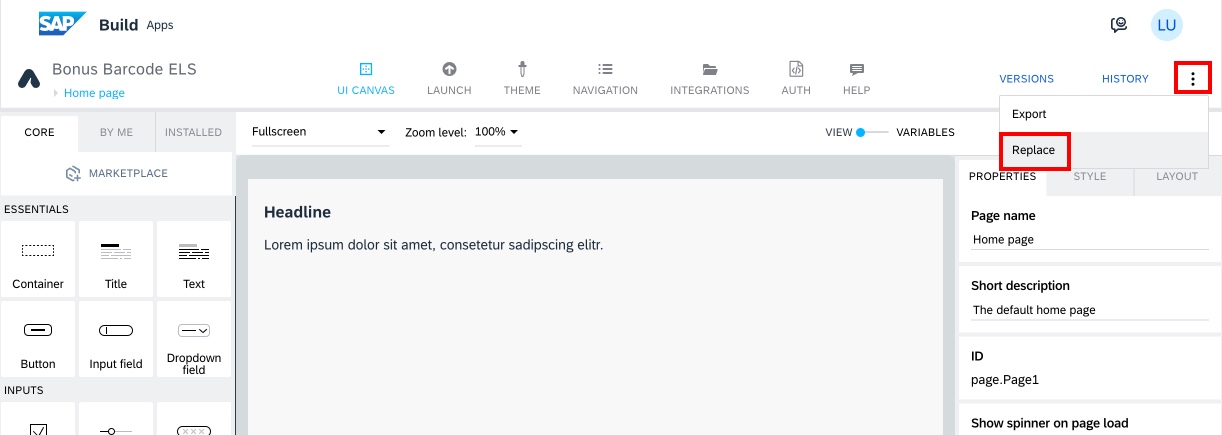 SAP Build Apps
LU
Bonus Barcode ELS
Home page
UI CANVAS
LAUNCH
THEME
NAVIGATION
INTEGRATIONS
AUTH
HELP
VERSIONS
HISTORY
Export
Replace
CORE
BY ME
INSTALLED
MARKETPLACE
Fullscreen
Zoom level: 100%
VIEW
VARIABLES
PROPERTIES
STYLE
LAYOUT
ESSENTIALS
Container
Title
Text
Button
Input field
Dropdown
field
INPUTS
Headline
Lorem ipsum dolor sit amet, consetetur sadipscing elitr.
Page name
Home page
Short description
The default home page
ID
page.Page1
Show spinner on page load